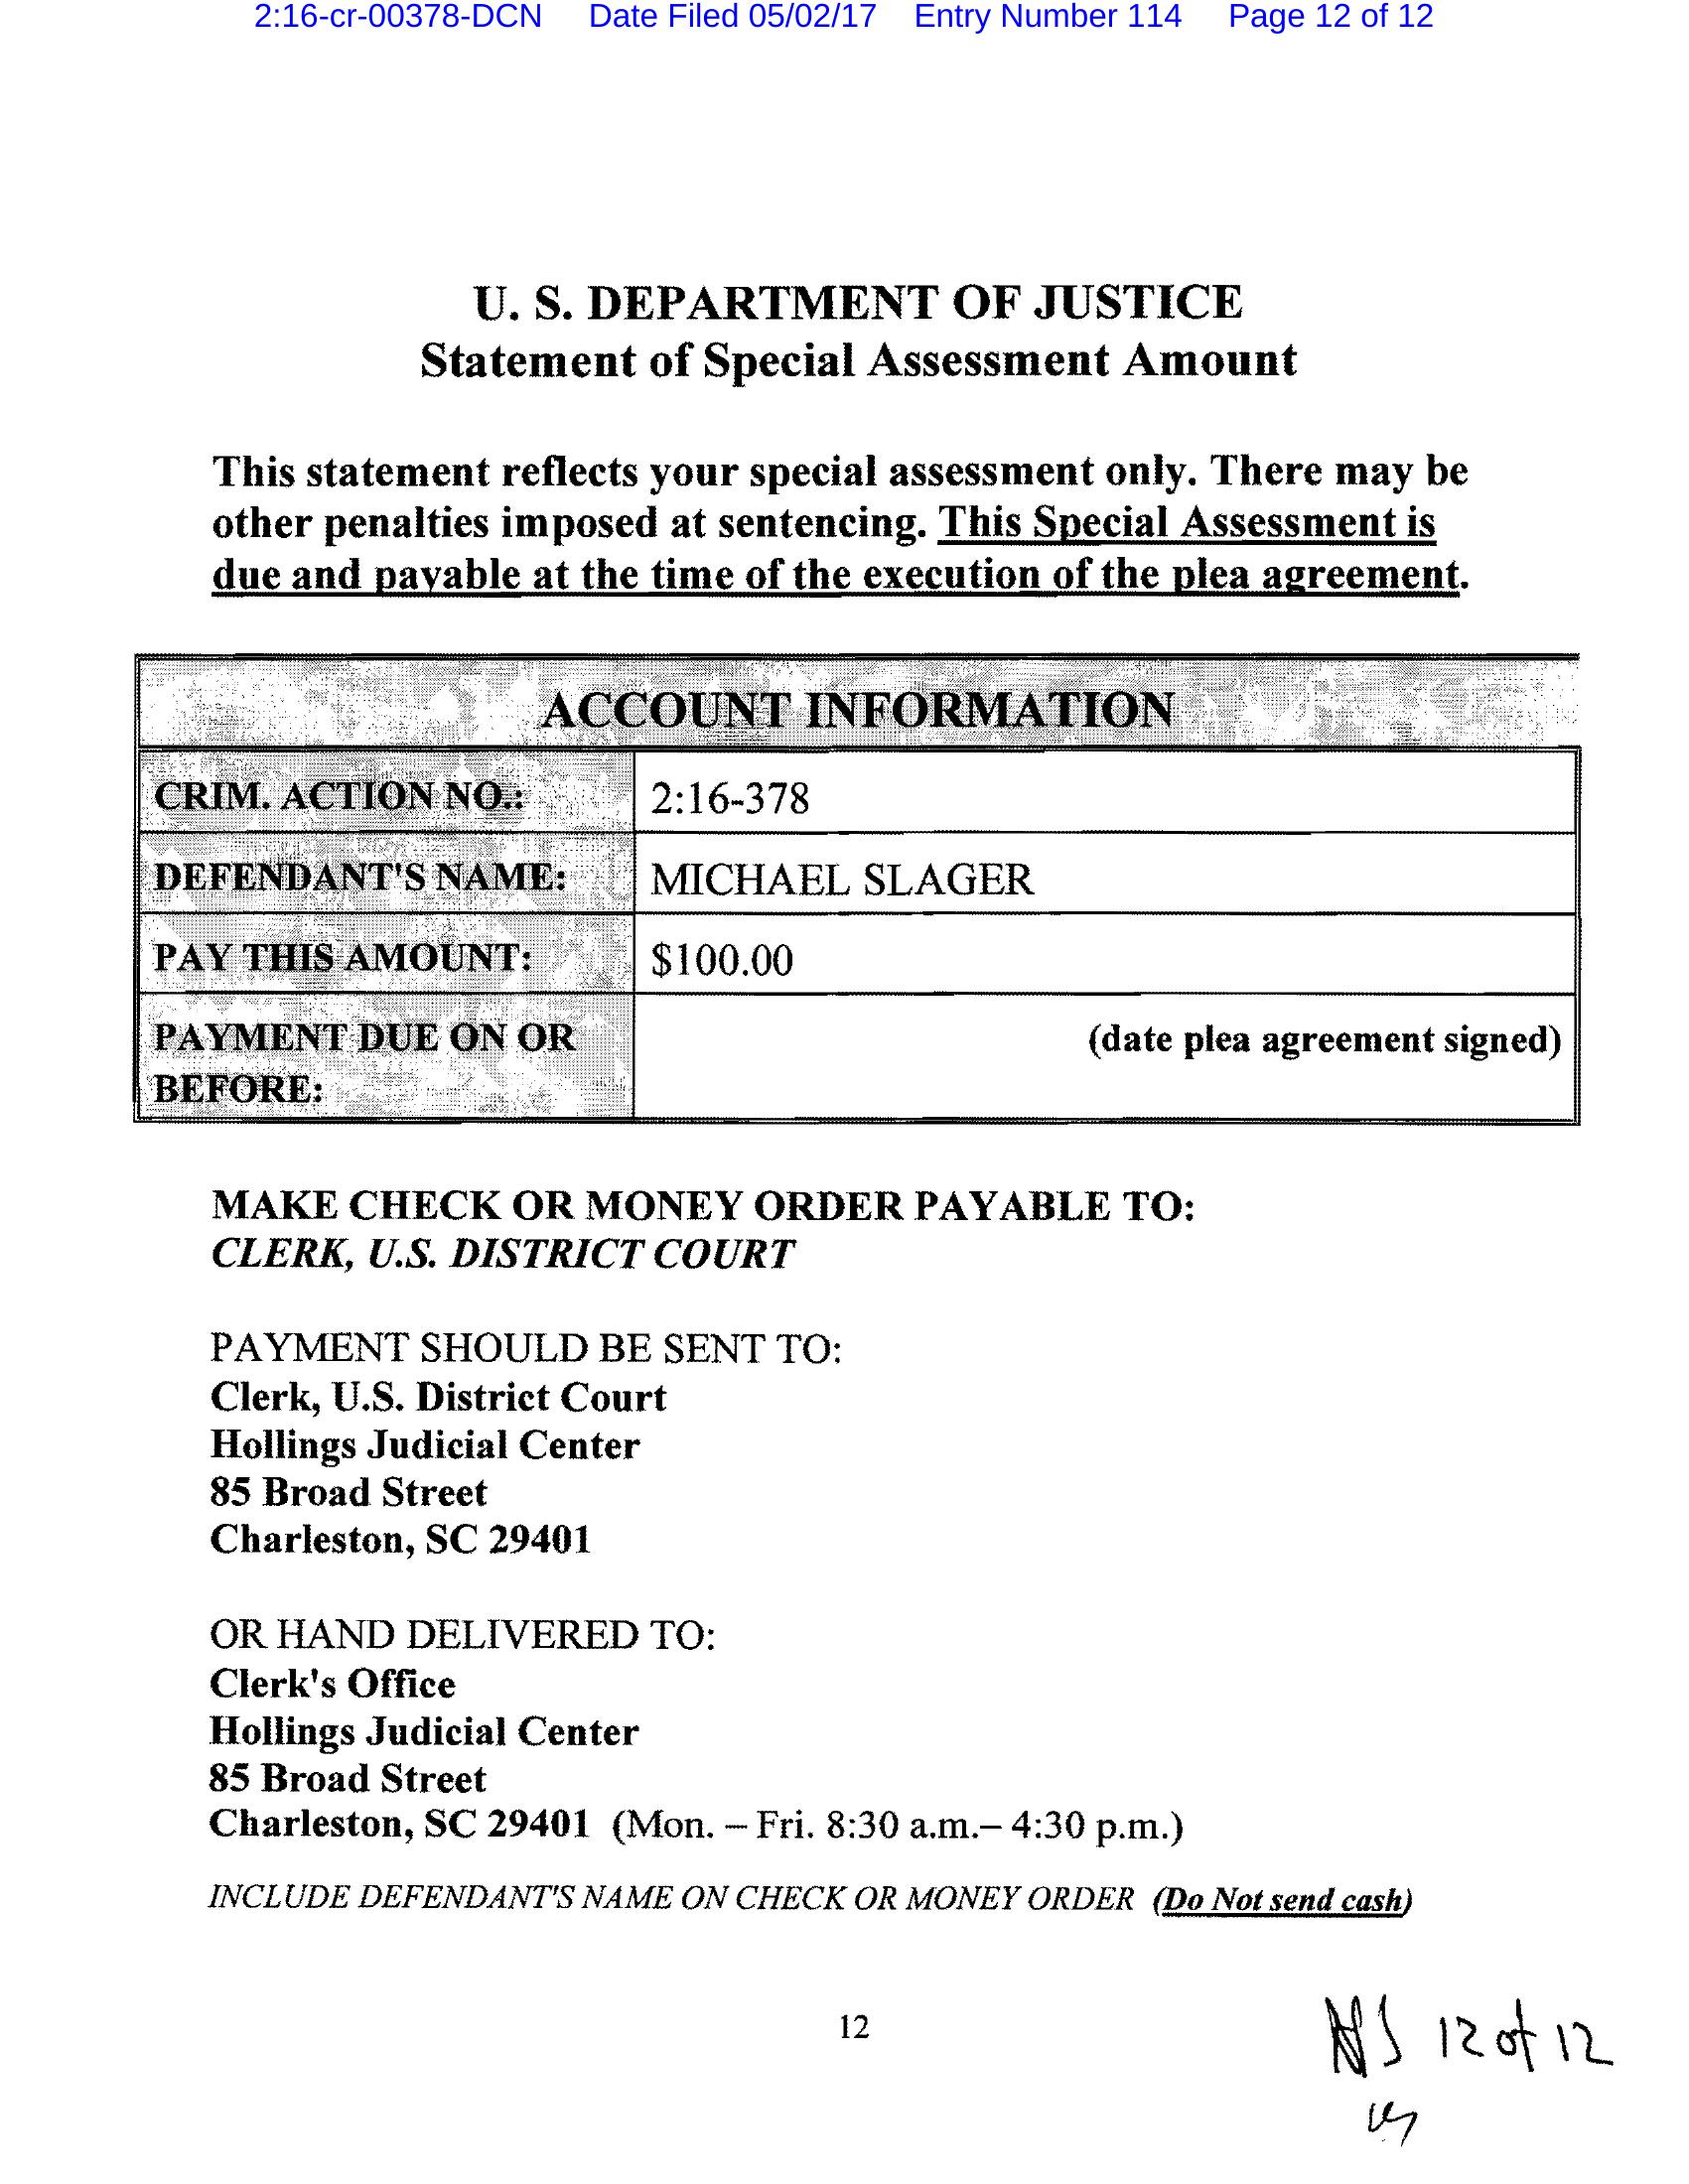 2:16-cr-00378-DCN Date Filed 05/02/17 Entry Number 114 Page 12 of 12
U. S. DEPARTMENT OF JUSTICE
Statement of Special Assessment Amount
This statement reflects your special assessment only. There may be
other penalties imposed at sentencing. This Special Assessment is
due and payable at the time of the execution of the plea agreement.
ACCOUNT INFORMATION
CRIM. ACTION NO.: 2:16-378
DEFENDANT'S NAME: MICHAEL SLAGER
PAY THIS AMOUNT: $100.00
PAYMENT DUE ON OR (date plea agreement signed)
BEFORE:
MAKE CHECK OR MONEY ORDER PAYABLE TO:
CLERK, U.S. DISTRICT COURT
PAYMENT SHOULD BE SENT TO:
Clerk, U.S. District Court
Hollings Judicial Center
85 Broad Street
Charleston, SC 29401
OR HAND DELIVERED TO:
Clerk's Office
Hollings Judicial Center
85 Broad Street
Charleston, SC 29401 (Mon. – Fri. 8:30 a.m.– 4:30 p.m.)
INCLUDE DEFENDANT'S NAME ON CHECK OR MONEY ORDER (Do Not send cash)
12
12 of 12